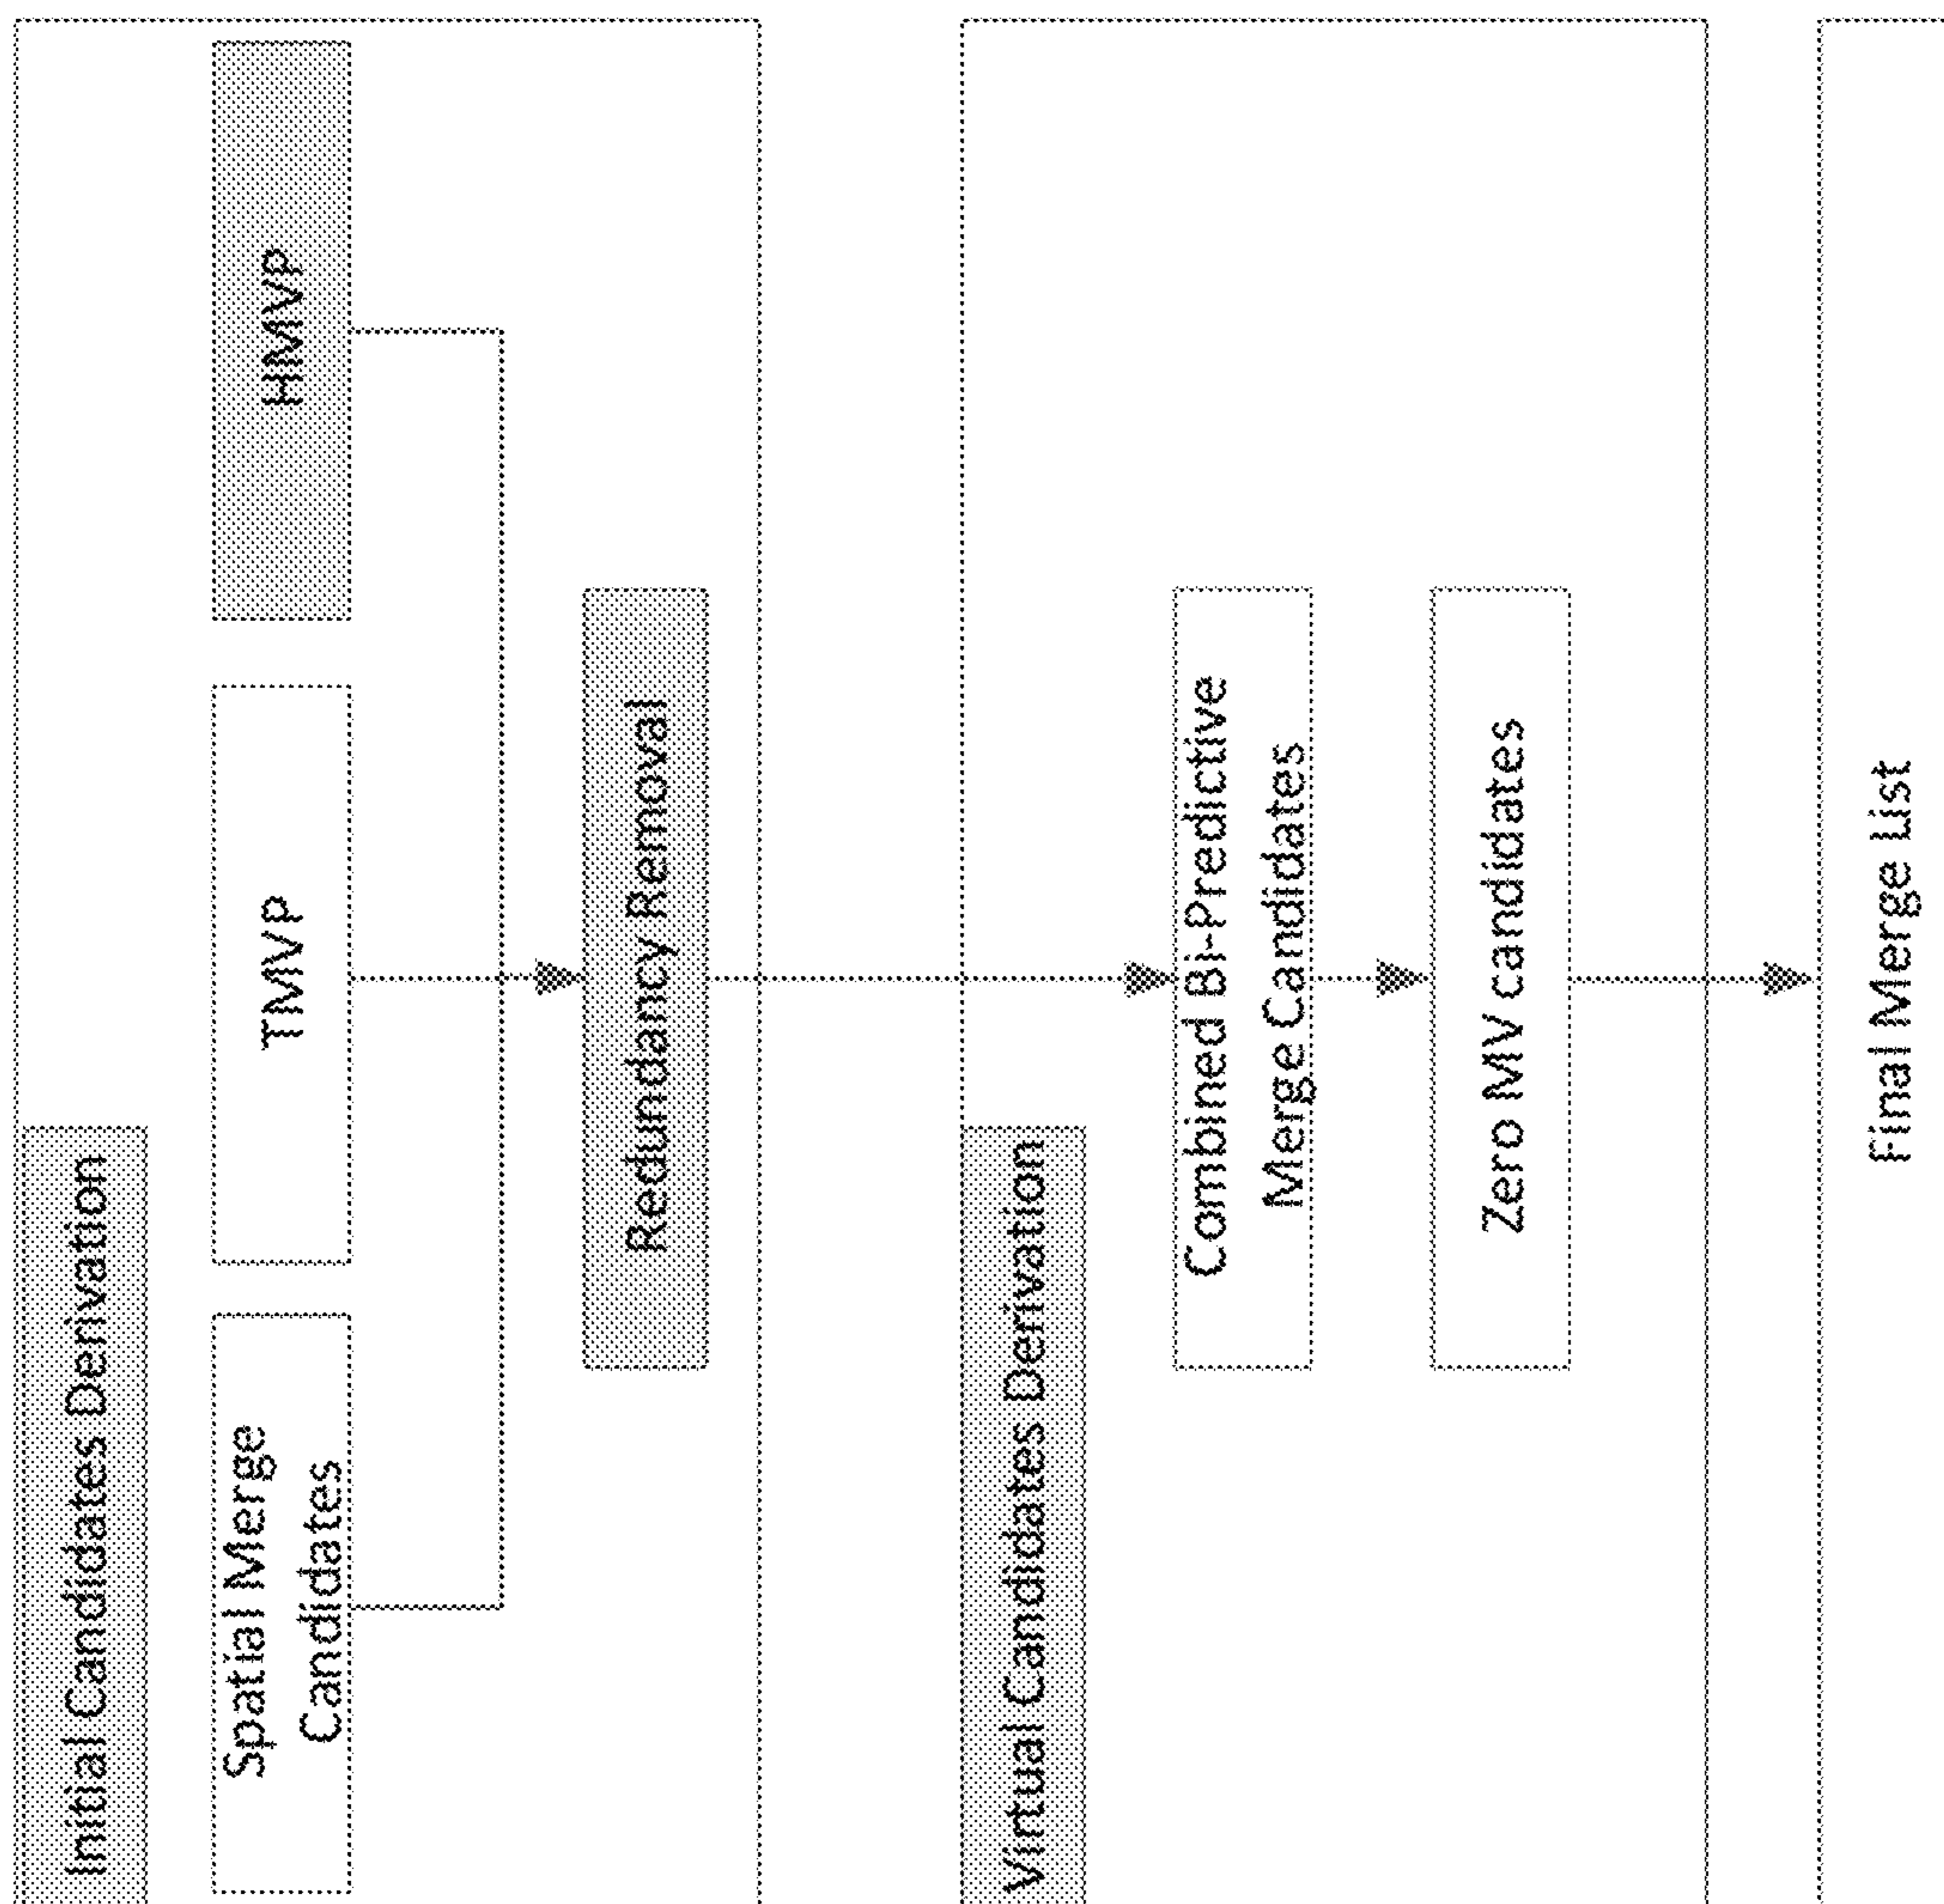 Initial Candidates Derivation
Spatial Merge
Candidates
TMVP
HMVP
Redundancy Removal
Virtual Candidates Derivation
Combined Bi-Predictive
Merge Candidates
Zero MV candidates
Final Merge List